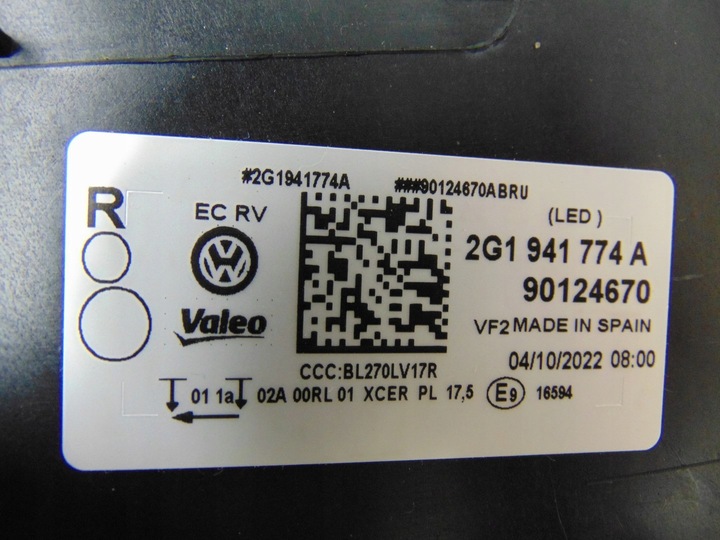 #2G1941774A ###90124670ABRU
R
EC RV
(LED)
2G1 941 774 A
90124670
Valeo
VF2 MADE IN SPAIN
CCC:BL270LV17R
04/10/2022 08:00
01 1a 02A 00RL 01 XCER PL 17,5 E9 16594